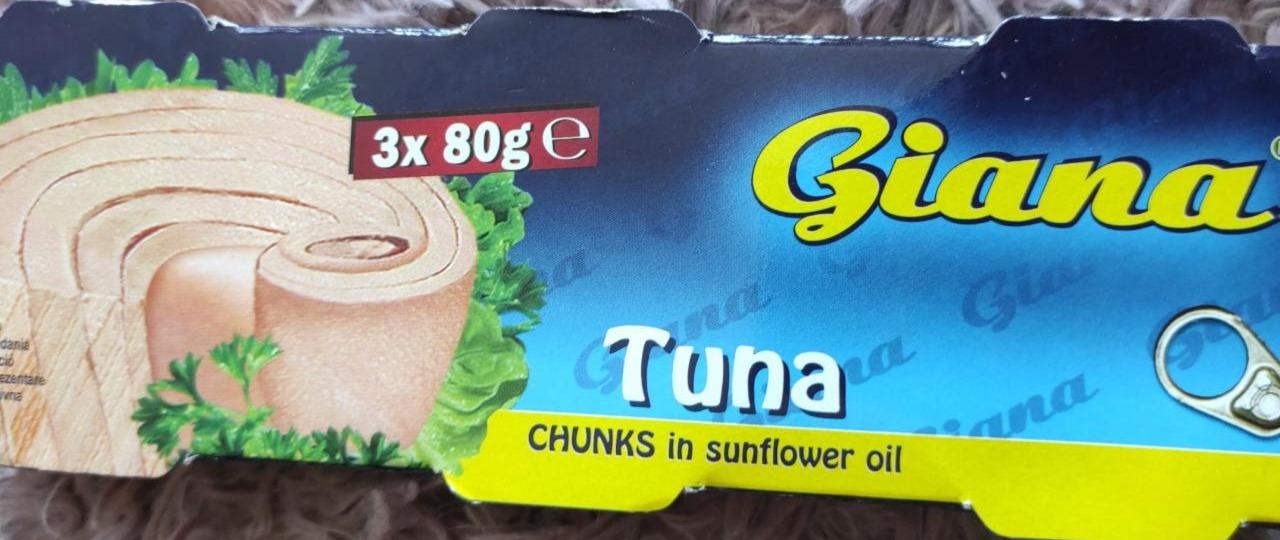 3x 80g ℮
Giana
Tuna
CHUNKS in sunflower oil